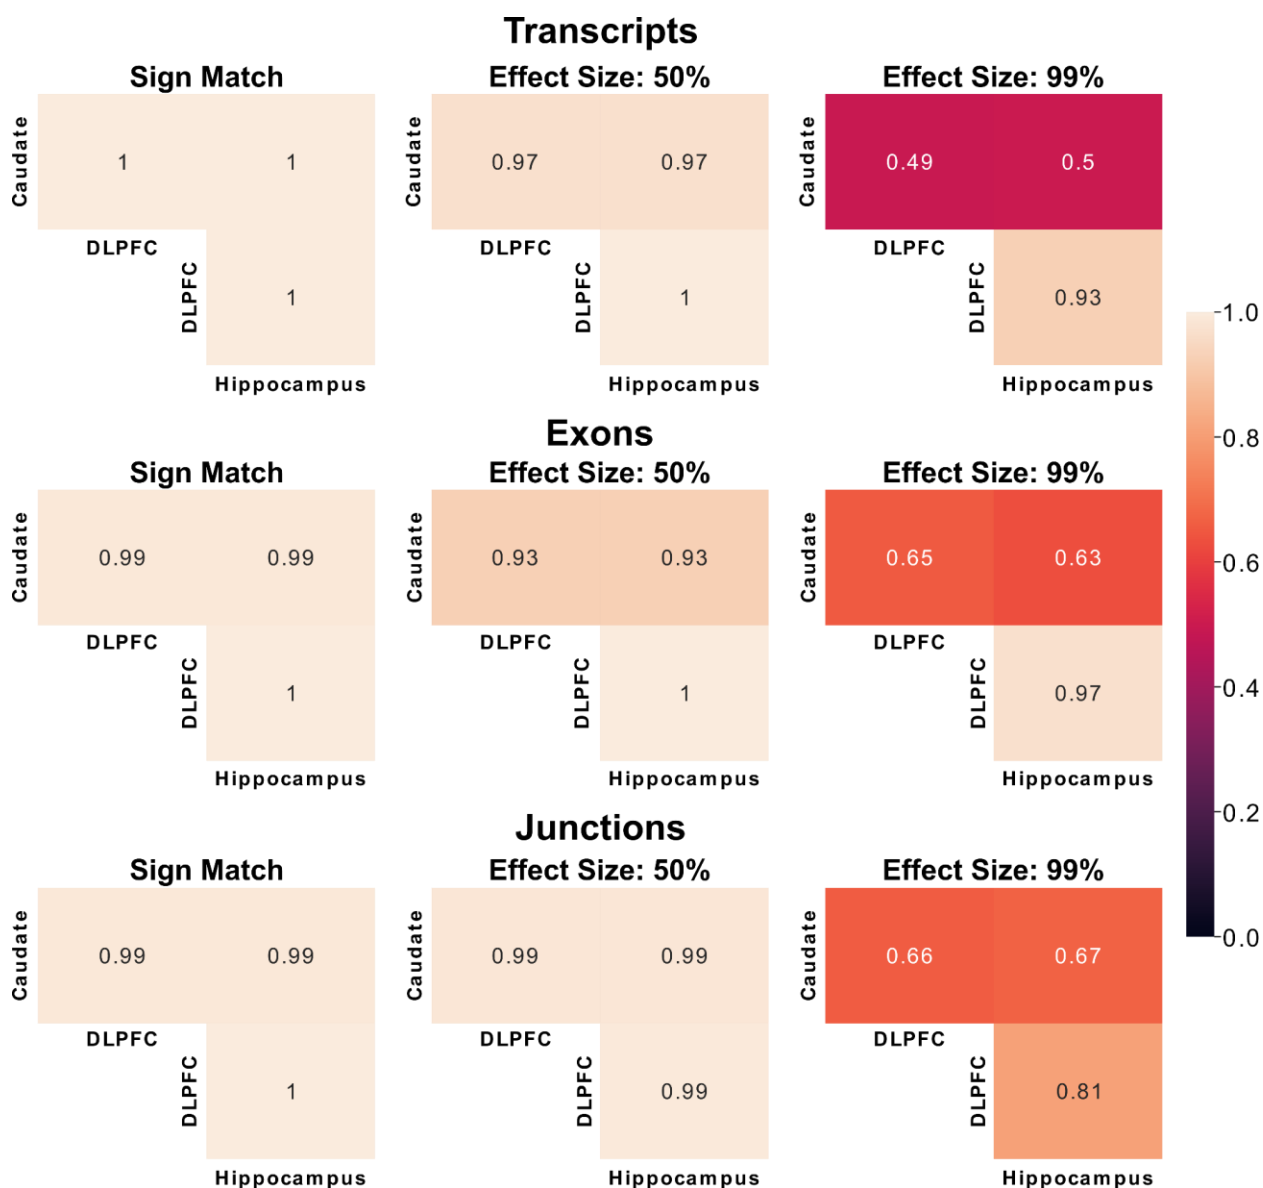 Transcripts
Sign Match Effect Size: 50% Effect Size: 99%
Caudate 1 1 Caudate 0.97 0.97 Caudate 0.49 0.5
DLPFC DLPFC DLPFC
DLPFC 1 DLPFC 1 DLPFC 0.93
Hippocampus Hippocampus Hippocampus
Exons
Sign Match Effect Size: 50% Effect Size: 99%
Caudate 0.99 0.99 Caudate 0.93 0.93 Caudate 0.65 0.63
DLPFC DLPFC DLPFC
DLPFC 1 DLPFC 1 DLPFC 0.97
Hippocampus Hippocampus Hippocampus
Junctions
Sign Match Effect Size: 50% Effect Size: 99%
Caudate 0.99 0.99 Caudate 0.99 0.99 Caudate 0.66 0.67
DLPFC DLPFC DLPFC
DLPFC 1 DLPFC 0.99 DLPFC 0.81
Hippocampus Hippocampus Hippocampus
1.0
0.8
0.6
0.4
0.2
0.0